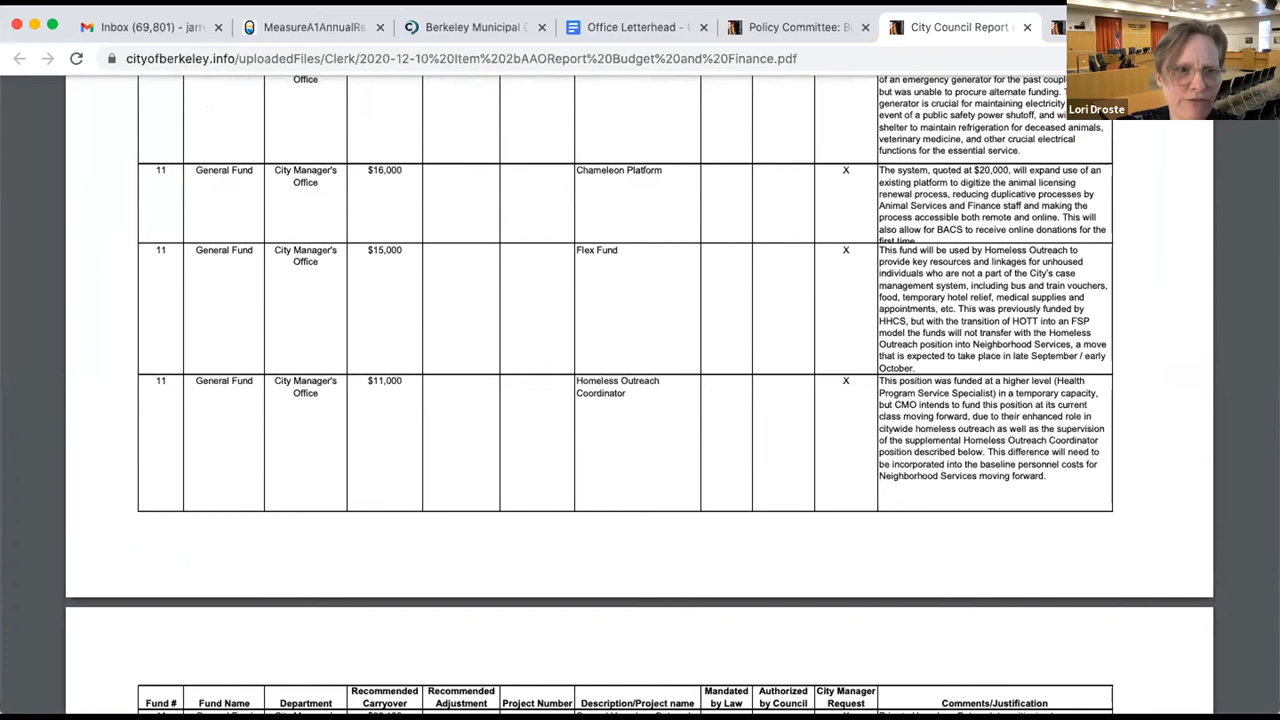 Inbox (69,801) - jarre
MeasureA1AnnualRe
Berkeley Municipal C
Office Letterhead - G
Policy Committee: Bu
City Council Report A
cityofberkeley.info/uploadedFiles/Clerk/2020-12-10%20Item%202bAAOReport%20Budget%20and%20Finance.pdf
Lori Droste
Office
of an emergency generator for the past coupl
but was unable to procure alternate funding. T
generator is crucial for maintaining electricity
event of a public safety power shutoff, and wi
shelter to maintain refrigeration for deceased animals,
veterinary medicine, and other crucial electrical
functions for the essential service.
11 General Fund City Manager's $16,000 Chameleon Platform X The system, quoted at $20,000, will expand use of an
Office existing platform to digitize the animal licensing
renewal process, reducing duplicative processes by
Animal Services and Finance staff and making the
process accessible both remote and online. This will
also allow for BACS to receive online donations for the
first time.
11 General Fund City Manager's $15,000 Flex Fund X This fund will be used by Homeless Outreach to
Office provide key resources and linkages for unhoused
individuals who are not a part of the City's case
management system, including bus and train vouchers,
food, temporary hotel relief, medical supplies and
appointments, etc. This was previously funded by
HHCS, but with the transition of HOTT into an FSP
model the funds will not transfer with the Homeless
Outreach position into Neighborhood Services, a move
that is expected to take place in late September / early
October.
11 General Fund City Manager's $11,000 Homeless Outreach X This position was funded at a higher level (Health
Office Coordinator Program Service Specialist) in a temporary capacity,
but CMO intends to fund this position at its current
class moving forward, due to their enhanced role in
citywide homeless outreach as well as the supervision
of the supplemental Homeless Outreach Coordinator
position described below. This difference will need to
be incorporated into the baseline personnel costs for
Neighborhood Services moving forward.
Recommended Recommended Mandated Authorized City Manager
Fund # Fund Name Department Carryover Adjustment Project Number Description/Project name by Law by Council Request Comments/Justification